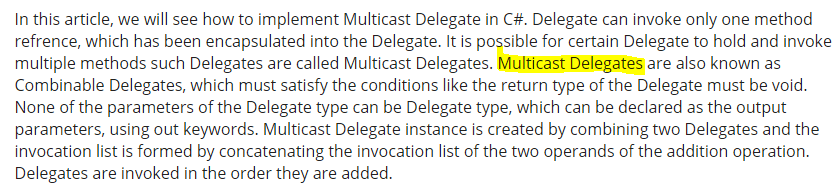 In this article, we will see how to implement Multicast Delegate in C#. Delegate can invoke only one method
refrence, which has been encapsulated into the Delegate. It is possible for certain Delegate to hold and invoke
multiple methods such Delegates are called Multicast Delegates. Multicast Delegates are also known as
Combinable Delegates, which must satisfy the conditions like the return type of the Delegate must be void.
None of the parameters of the Delegate type can be Delegate type, which can be declared as the output
parameters, using out keywords. Multicast Delegate instance is created by combining two Delegates and the
invocation list is formed by concatenating the invocation list of the two operands of the addition operation.
Delegates are invoked in the order they are added.